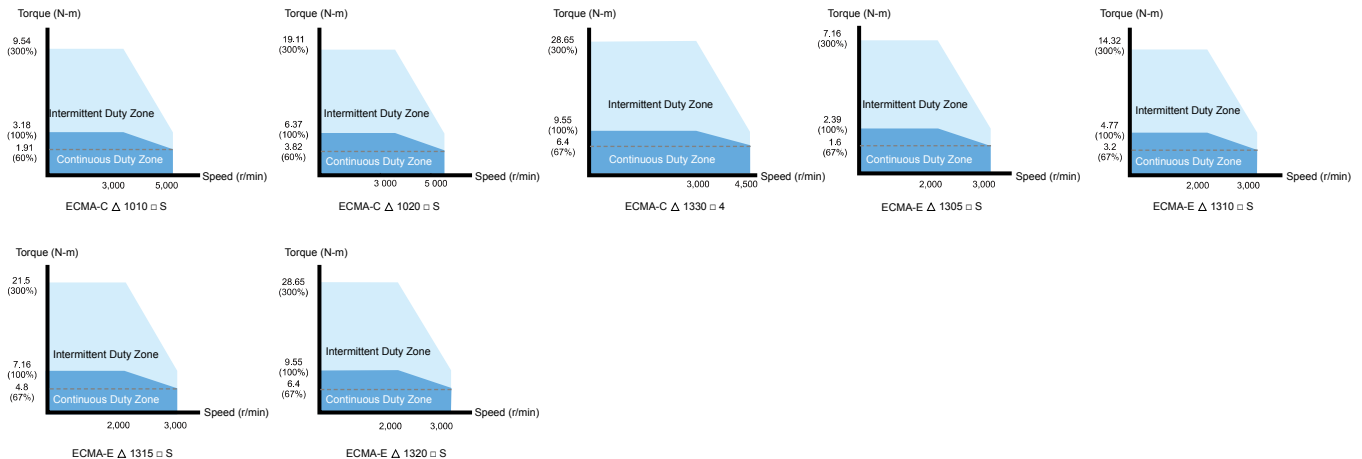 Torque (N-m)
9.54
(300%)
3.18
(100%)
1.91
(60%)
Intermittent Duty Zone
Continuous Duty Zone
3,000
5,000
Speed (r/min)
ECMA-C △ 1010 □ S
Torque (N-m)
19.11
(300%)
6.37
(100%)
3.82
(60%)
Intermittent Duty Zone
Continuous Duty Zone
3 000
5 000
Speed (r/min)
ECMA-C △ 1020 □ S
Torque (N-m)
28.65
(300%)
9.55
(100%)
6.4
(67%)
Intermittent Duty Zone
Continuous Duty Zone
3,000
4,500
Speed (r/min)
ECMA-C △ 1330 □ 4
Torque (N-m)
7.16
(300%)
2.39
(100%)
1.6
(67%)
Intermittent Duty Zone
Continuous Duty Zone
2,000
3,000
Speed (r/min)
ECMA-E △ 1305 □ S
Torque (N-m)
14.32
(300%)
4.77
(100%)
3.2
(67%)
Intermittent Duty Zone
Continuous Duty Zone
2,000
3,000
Speed (r/min)
ECMA-E △ 1310 □ S
Torque (N-m)
21.5
(300%)
7.16
(100%)
4.8
(67%)
Intermittent Duty Zone
Continuous Duty Zone
2,000
3,000
Speed (r/min)
ECMA-E △ 1315 □ S
Torque (N-m)
28.65
(300%)
9.55
(100%)
6.4
(67%)
Intermittent Duty Zone
Continuous Duty Zone
2,000
3,000
Speed (r/min)
ECMA-E △ 1320 □ S